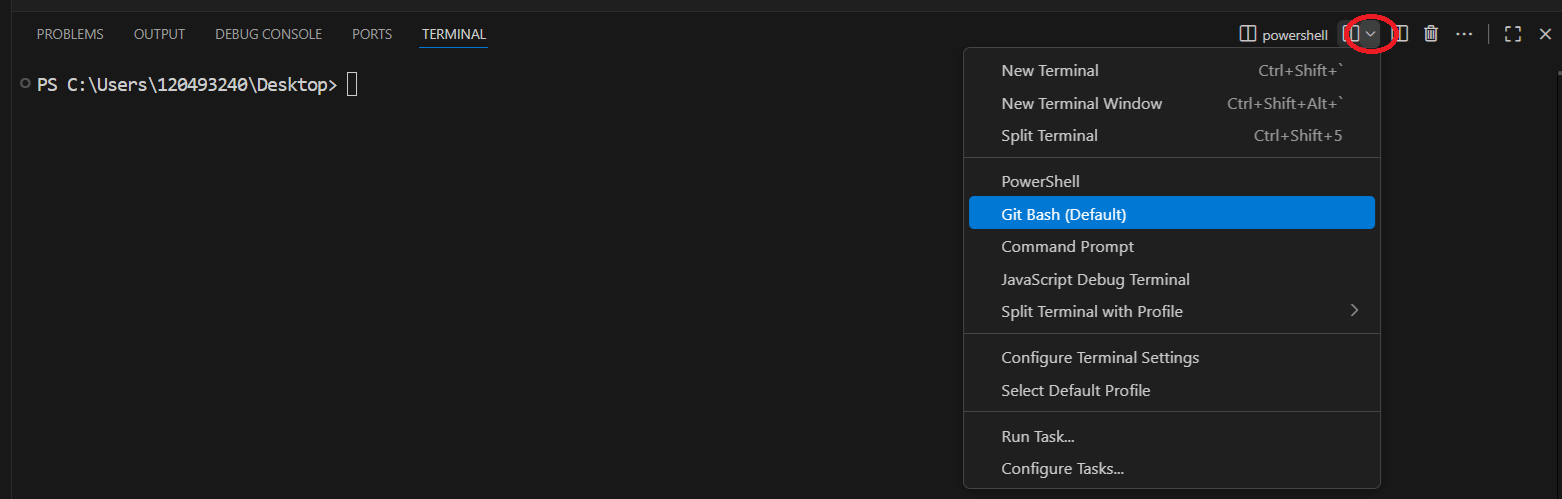 PROBLEMS OUTPUT DEBUG CONSOLE PORTS TERMINAL powershell
PS C:\Users\120493240\Desktop>
New Terminal Ctrl+Shift+`
New Terminal Window Ctrl+Shift+Alt+`
Split Terminal Ctrl+Shift+5
PowerShell
Git Bash (Default)
Command Prompt
JavaScript Debug Terminal
Split Terminal with Profile
Configure Terminal Settings
Select Default Profile
Run Task...
Configure Tasks...